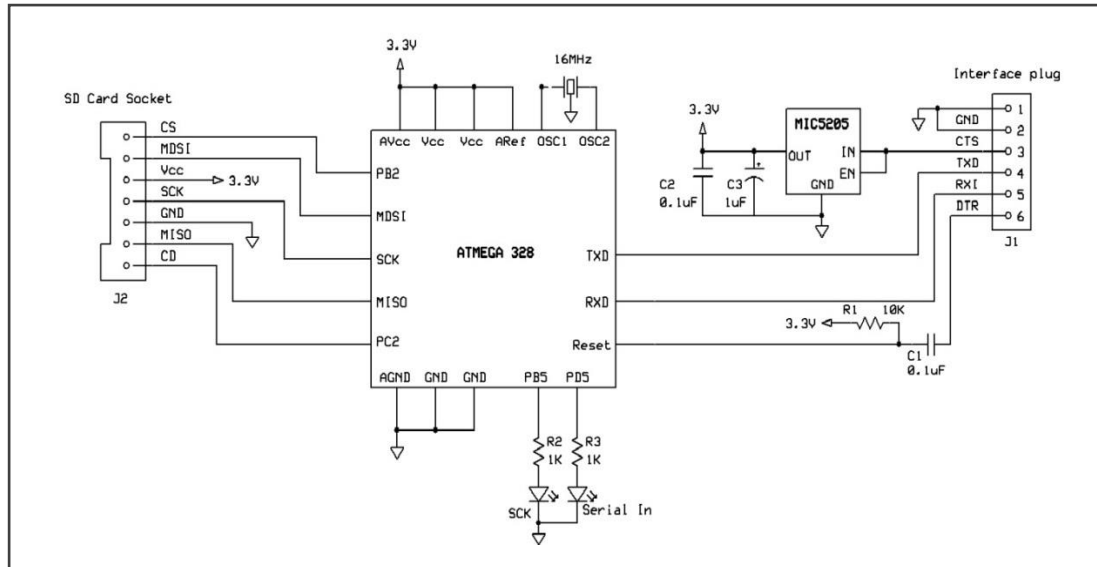 3.3V
16MHz
Interface plug
SD Card Socket
CS
MDSI
Vcc
3.3V
SCK
GND
MISO
CD
J2
AVcc Vcc Vcc ARef OSC1 OSC2
PB2
MDSI
SCK
MISO
PC2
ATMEGA 328
TXD
RXD
Reset
AGND GND GND PB5 PD5
3.3V
MIC5205
OUT IN
EN
GND
C2
0.1uF
C3
1uF
+
1
GND
2
CTS
3
TXD
4
RXI
5
DTR
6
J1
R1 10K
3.3V
C1
0.1uF
R2
1K
R3
1K
SCK
Serial In